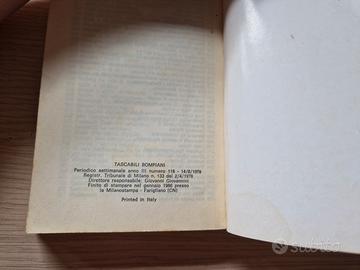 TASCABILI BOMPIANI
Periodico settimanale anno III numero 118 - 14/8/1978
Registr. Tribunale di Milano n. 133 del 2/4/1976
Direttore responsabile: Giovanni Giovannini
Finito di stampare nel gennaio 1986 presso
la Milanostampa - Farigliano (CN)
Printed in Italy
subito